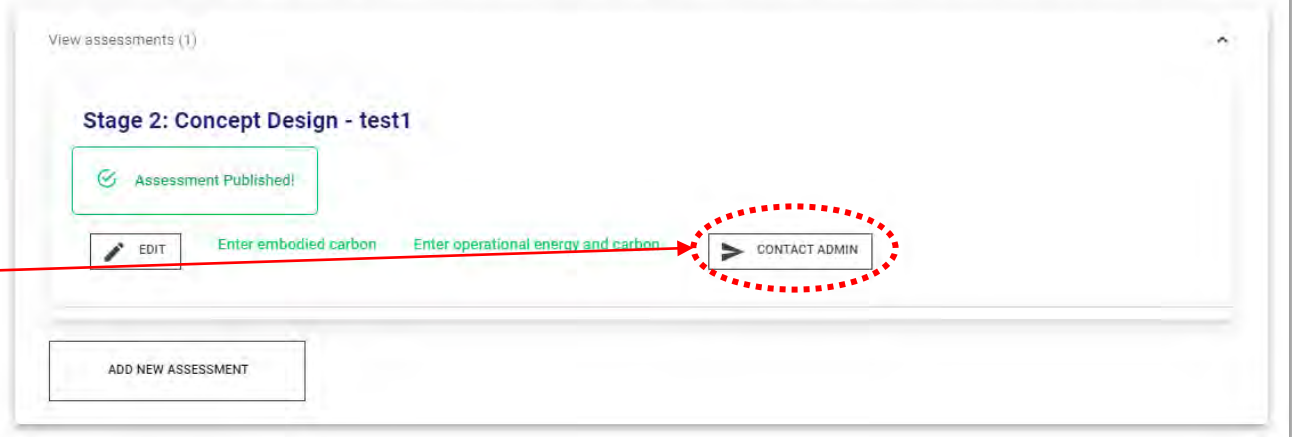 View assessments (1)
Stage 2: Concept Design - test1
Assessment Published!
EDIT
Enter embodied carbon
Enter operational energy and carbon
CONTACT ADMIN
ADD NEW ASSESSMENT